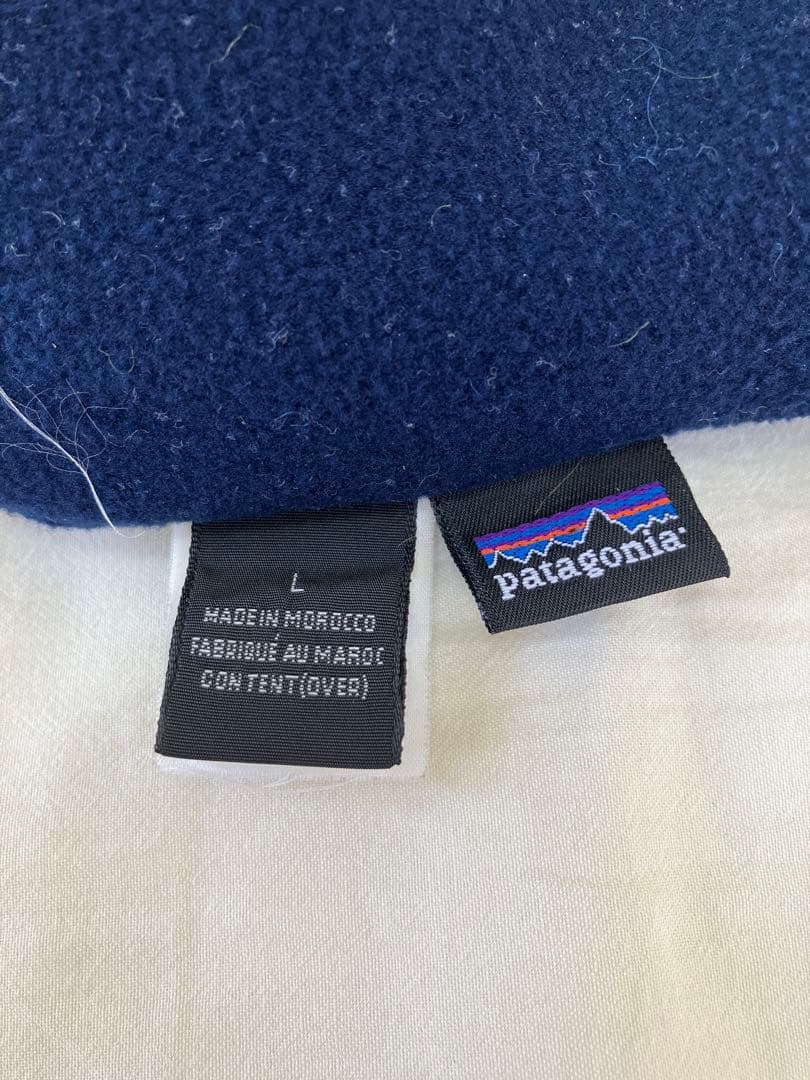 L
MADE IN MOROCCO
FABRIQUÉ AU MAROC
CONTENT(OVER)
patagonia